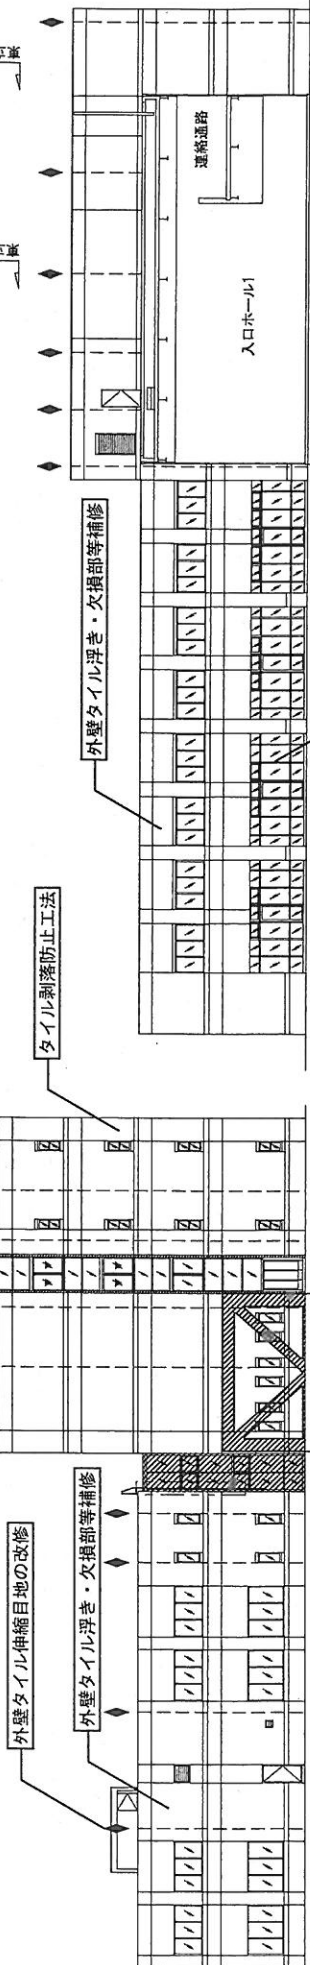 連絡通路
入口ホール1
外壁タイル浮き・欠損部等補修
タイル剥落防止工法
外壁タイル伸縮目地の改修
外壁タイル浮き・欠損部等補修